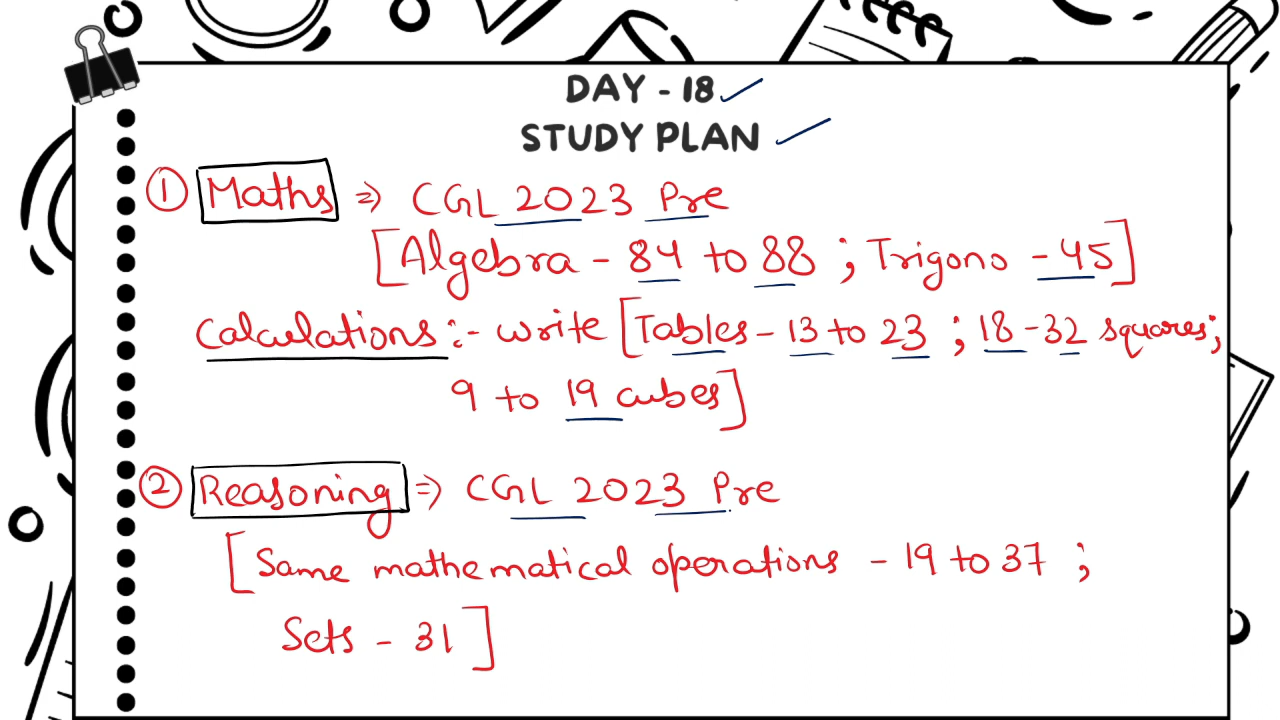 DAY - 18
STUDY PLAN
① Maths ⇒ CGL 2023 Pre
[Algebra - 84 to 88 ; Trigono - 45]
Calculations :- write [Tables - 13 to 23 ; 18 - 32 squares;
9 to 19 cubes]
② Reasoning ⇒ CGL 2023 Pre
[Same mathematical operations - 19 to 37 ;
Sets - 31]